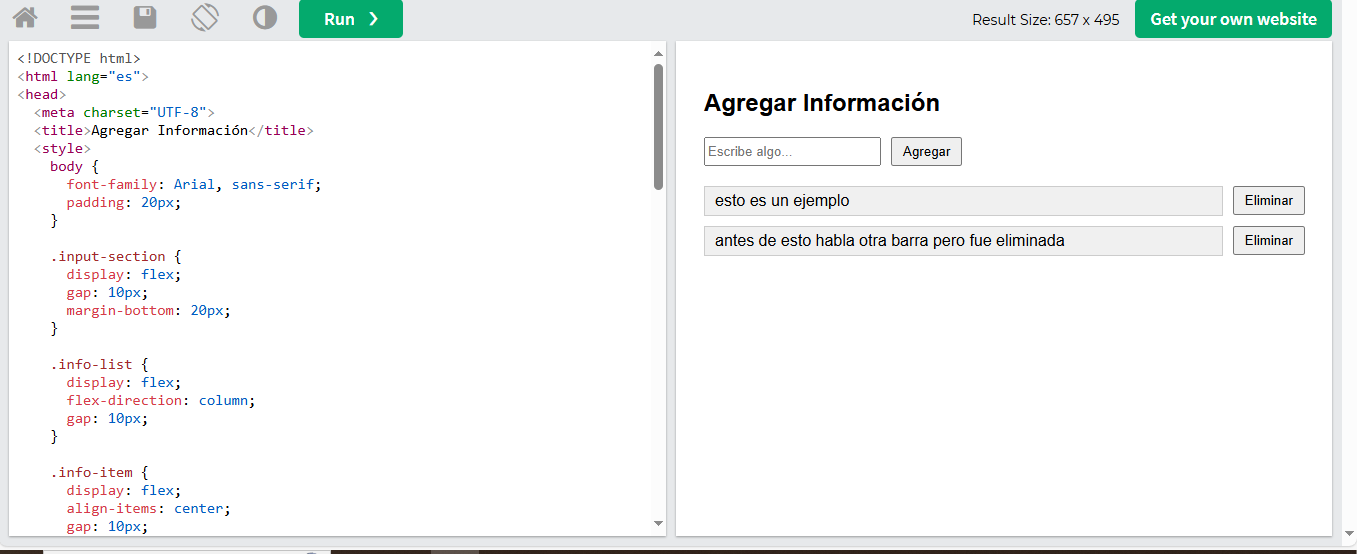 Run ❯
Result Size: 657 x 495
Get your own website
<!DOCTYPE html>
<html lang="es">
<head>
<meta charset="UTF-8">
<title>Agregar Información</title>
<style>
body {
font-family: Arial, sans-serif;
padding: 20px;
}
.input-section {
display: flex;
gap: 10px;
margin-bottom: 20px;
}
.info-list {
display: flex;
flex-direction: column;
gap: 10px;
}
.info-item {
display: flex;
align-items: center;
gap: 10px;
Agregar Información
Escribe algo...
Agregar
esto es un ejemplo
Eliminar
antes de esto habla otra barra pero fue eliminada
Eliminar